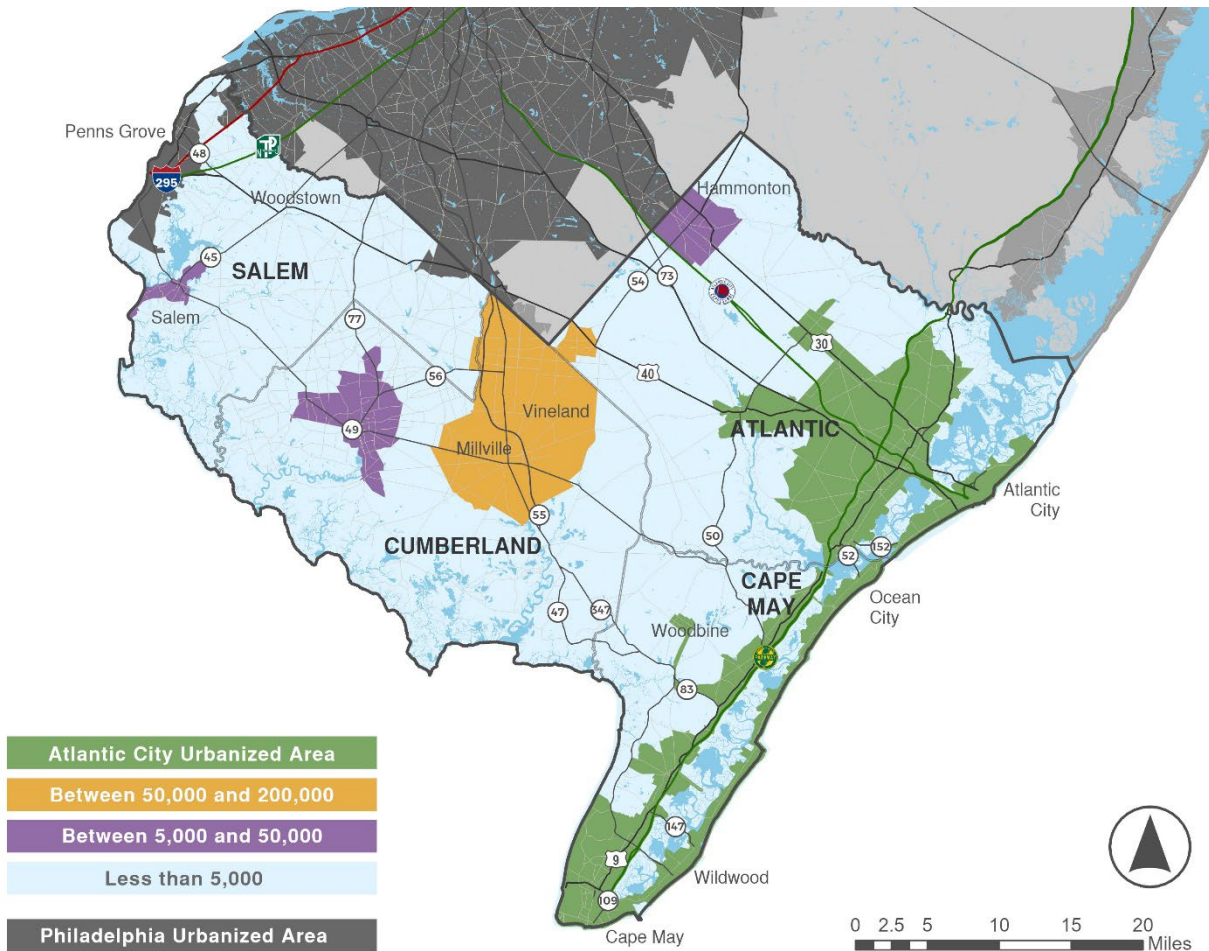 Penns Grove
48
TP
295
Woodstown
Hammonton
45
SALEM
54
73
Salem
77
30
56
40
Vineland
ATLANTIC
49
Millville
Atlantic
City
55
CUMBERLAND
50
52
152
CAPE
MAY
Ocean
City
47
347
Woodbine
83
Atlantic City Urbanized Area
Between 50,000 and 200,000
Between 5,000 and 50,000
Less than 5,000
Philadelphia Urbanized Area
147
9
Wildwood
109
Cape May
0 2.5 5 10 15 20
Miles